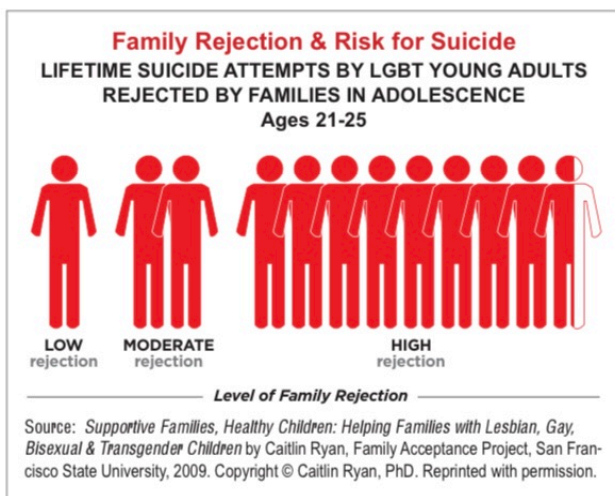 Family Rejection & Risk for Suicide
LIFETIME SUICIDE ATTEMPTS BY LGBT YOUNG ADULTS
REJECTED BY FAMILIES IN ADOLESCENCE
Ages 21-25
LOW
rejection
MODERATE
rejection
HIGH
rejection
Level of Family Rejection
Source: Supportive Families, Healthy Children: Helping Families with Lesbian, Gay,
Bisexual & Transgender Children by Caitlin Ryan, Family Acceptance Project, San Fran-
cisco State University, 2009. Copyright © Caitlin Ryan, PhD. Reprinted with permission.